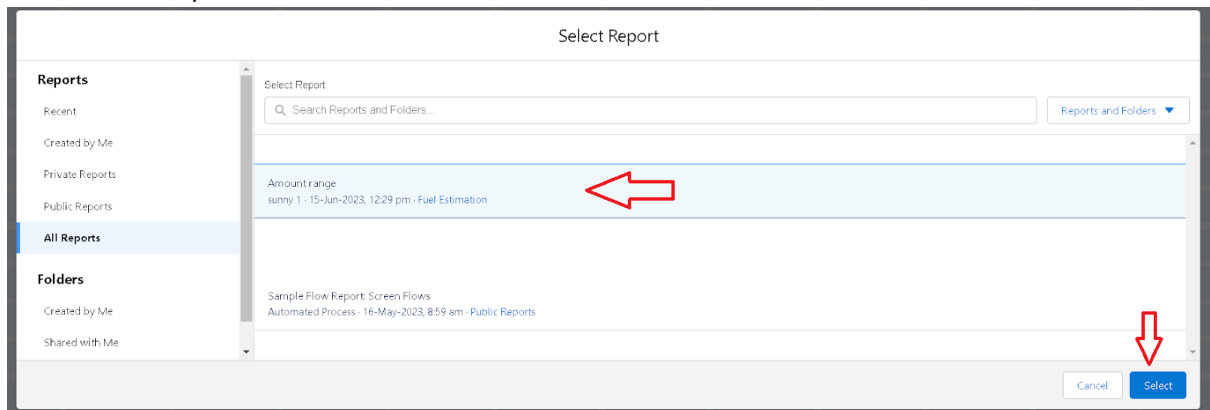 Select Report
Reports
Recent
Created by Me
Private Reports
Public Reports
All Reports
Folders
Created by Me
Shared with Me
Select Report
Search Reports and Folders...
Reports and Folders
Amount range
sunny 1 · 15-Jun-2023, 12:29 pm · Fuel Estimation
Sample Flow Report: Screen Flows
Automated Process · 16-May-2023, 8:59 am · Public Reports
Cancel
Select